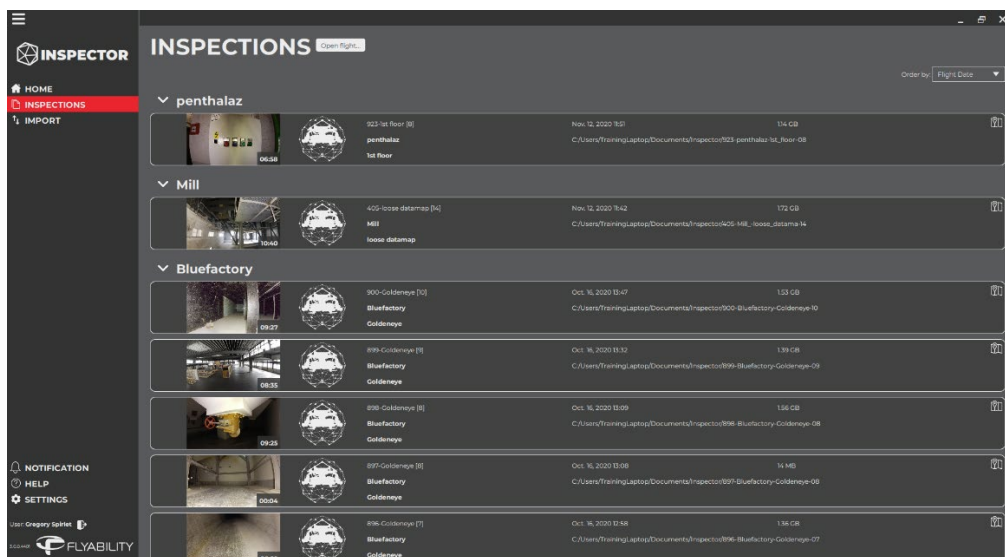 INSPECTOR
HOME
INSPECTIONS
IMPORT
INSPECTIONS Open flight...
Order by: Flight Date
penthalaz
923-1st floor [8] Nov. 12, 2020 11:51 1.14 GB
penthalaz C:/Users/TrainingLaptop/Documents/Inspector/923-penthalaz-1st_floor-08
1st floor
06:58
Mill
405-loose datamap [14] Nov. 12, 2020 11:42 1.72 GB
Mill C:/Users/TrainingLaptop/Documents/Inspector/405-Mill_-loose_datama-14
loose datamap
10:40
Bluefactory
900-Goldeneye [10] Oct. 16, 2020 13:47 1.53 GB
Bluefactory C:/Users/TrainingLaptop/Documents/Inspector/900-Bluefactory-Goldeneye-10
Goldeneye
09:27
899-Goldeneye [9] Oct. 16, 2020 13:32 1.39 GB
Bluefactory C:/Users/TrainingLaptop/Documents/Inspector/899-Bluefactory-Goldeneye-09
Goldeneye
08:35
898-Goldeneye [8] Oct. 16, 2020 13:09 1.56 GB
Bluefactory C:/Users/TrainingLaptop/Documents/Inspector/898-Bluefactory-Goldeneye-08
Goldeneye
09:25
897-Goldeneye [8] Oct. 16, 2020 13:08 14 MB
Bluefactory C:/Users/TrainingLaptop/Documents/Inspector/897-Bluefactory-Goldeneye-08
Goldeneye
00:04
896-Goldeneye [7] Oct. 16, 2020 12:58 1.36 GB
Bluefactory C:/Users/TrainingLaptop/Documents/Inspector/896-Bluefactory-Goldeneye-07
Goldeneye
NOTIFICATION
HELP
SETTINGS
User: Gregory Spirlet
FLYABILITY